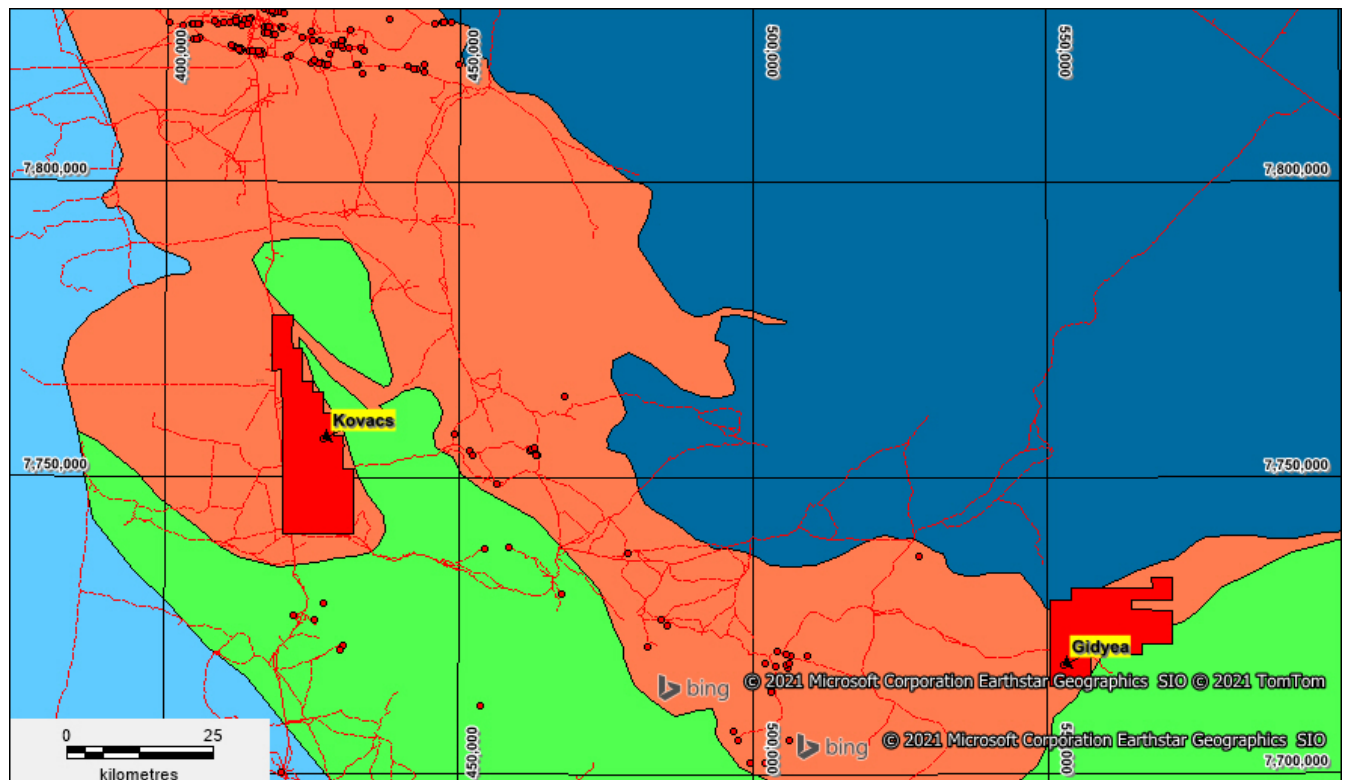 400,000
450,000
500,000
550,000
7,800,000
7,800,000
Kovacs
7,750,000
7,750,000
Gidyea
bing © 2021 Microsoft Corporation Earthstar Geographics SIO © 2021 TomTom
bing © 2021 Microsoft Corporation Earthstar Geographics SIO
0 25
kilometres
450,000
500,000
550,000
7,700,000